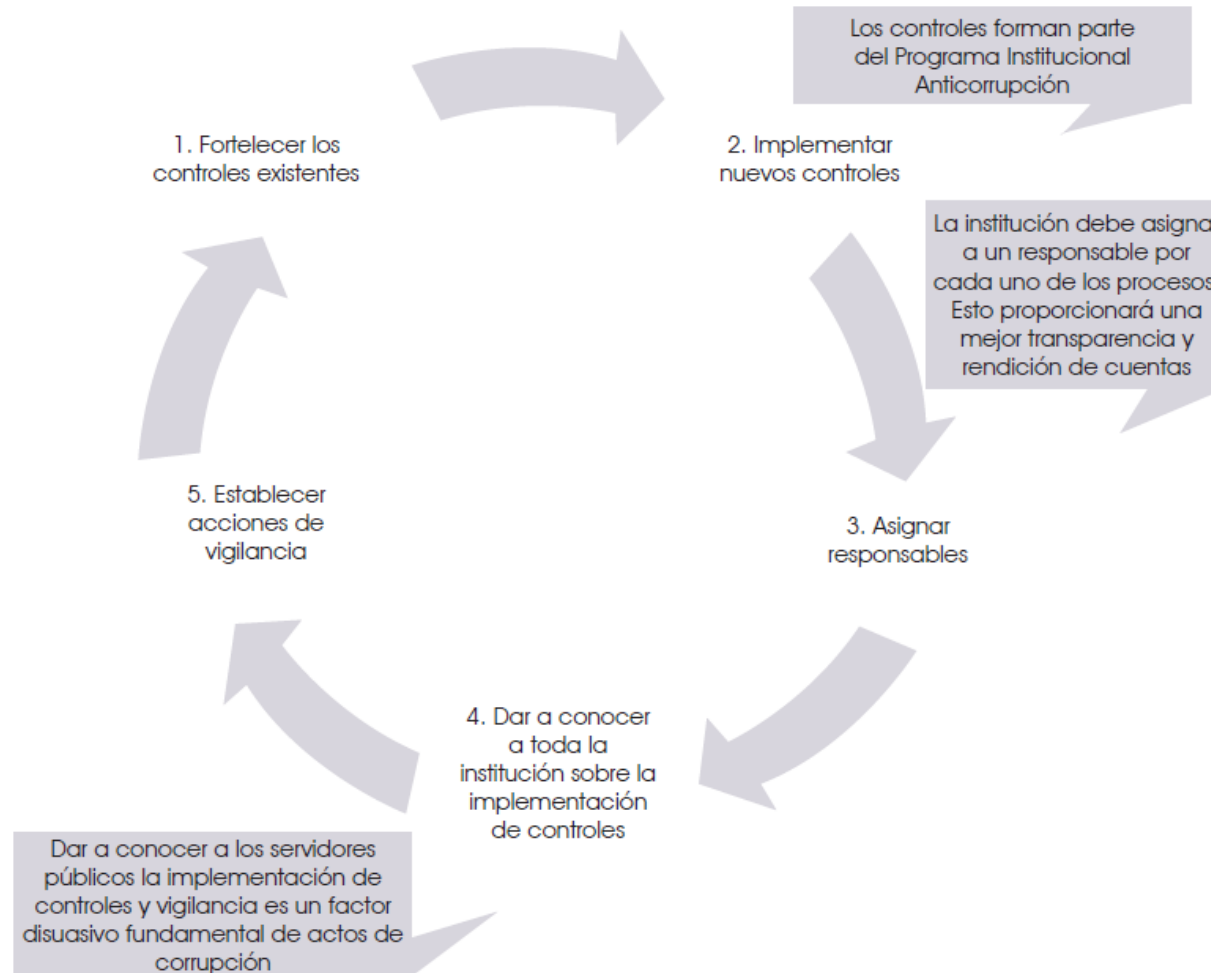 Los controles forman parte
del Programa Institucional
Anticorrupción
1. Fortelecer los
controles existentes
2. Implementar
nuevos controles
La institución debe asigna
a un responsable por
cada uno de los procesos
Esto proporcionará una
mejor transparencia y
rendición de cuentas
3. Asignar
responsables
4. Dar a conocer
a toda la
institución sobre la
implementación
de controles
5. Establecer
acciones de
vigilancia
Dar a conocer a los servidores
públicos la implementación de
controles y vigilancia es un factor
disuasivo fundamental de actos de
corrupción